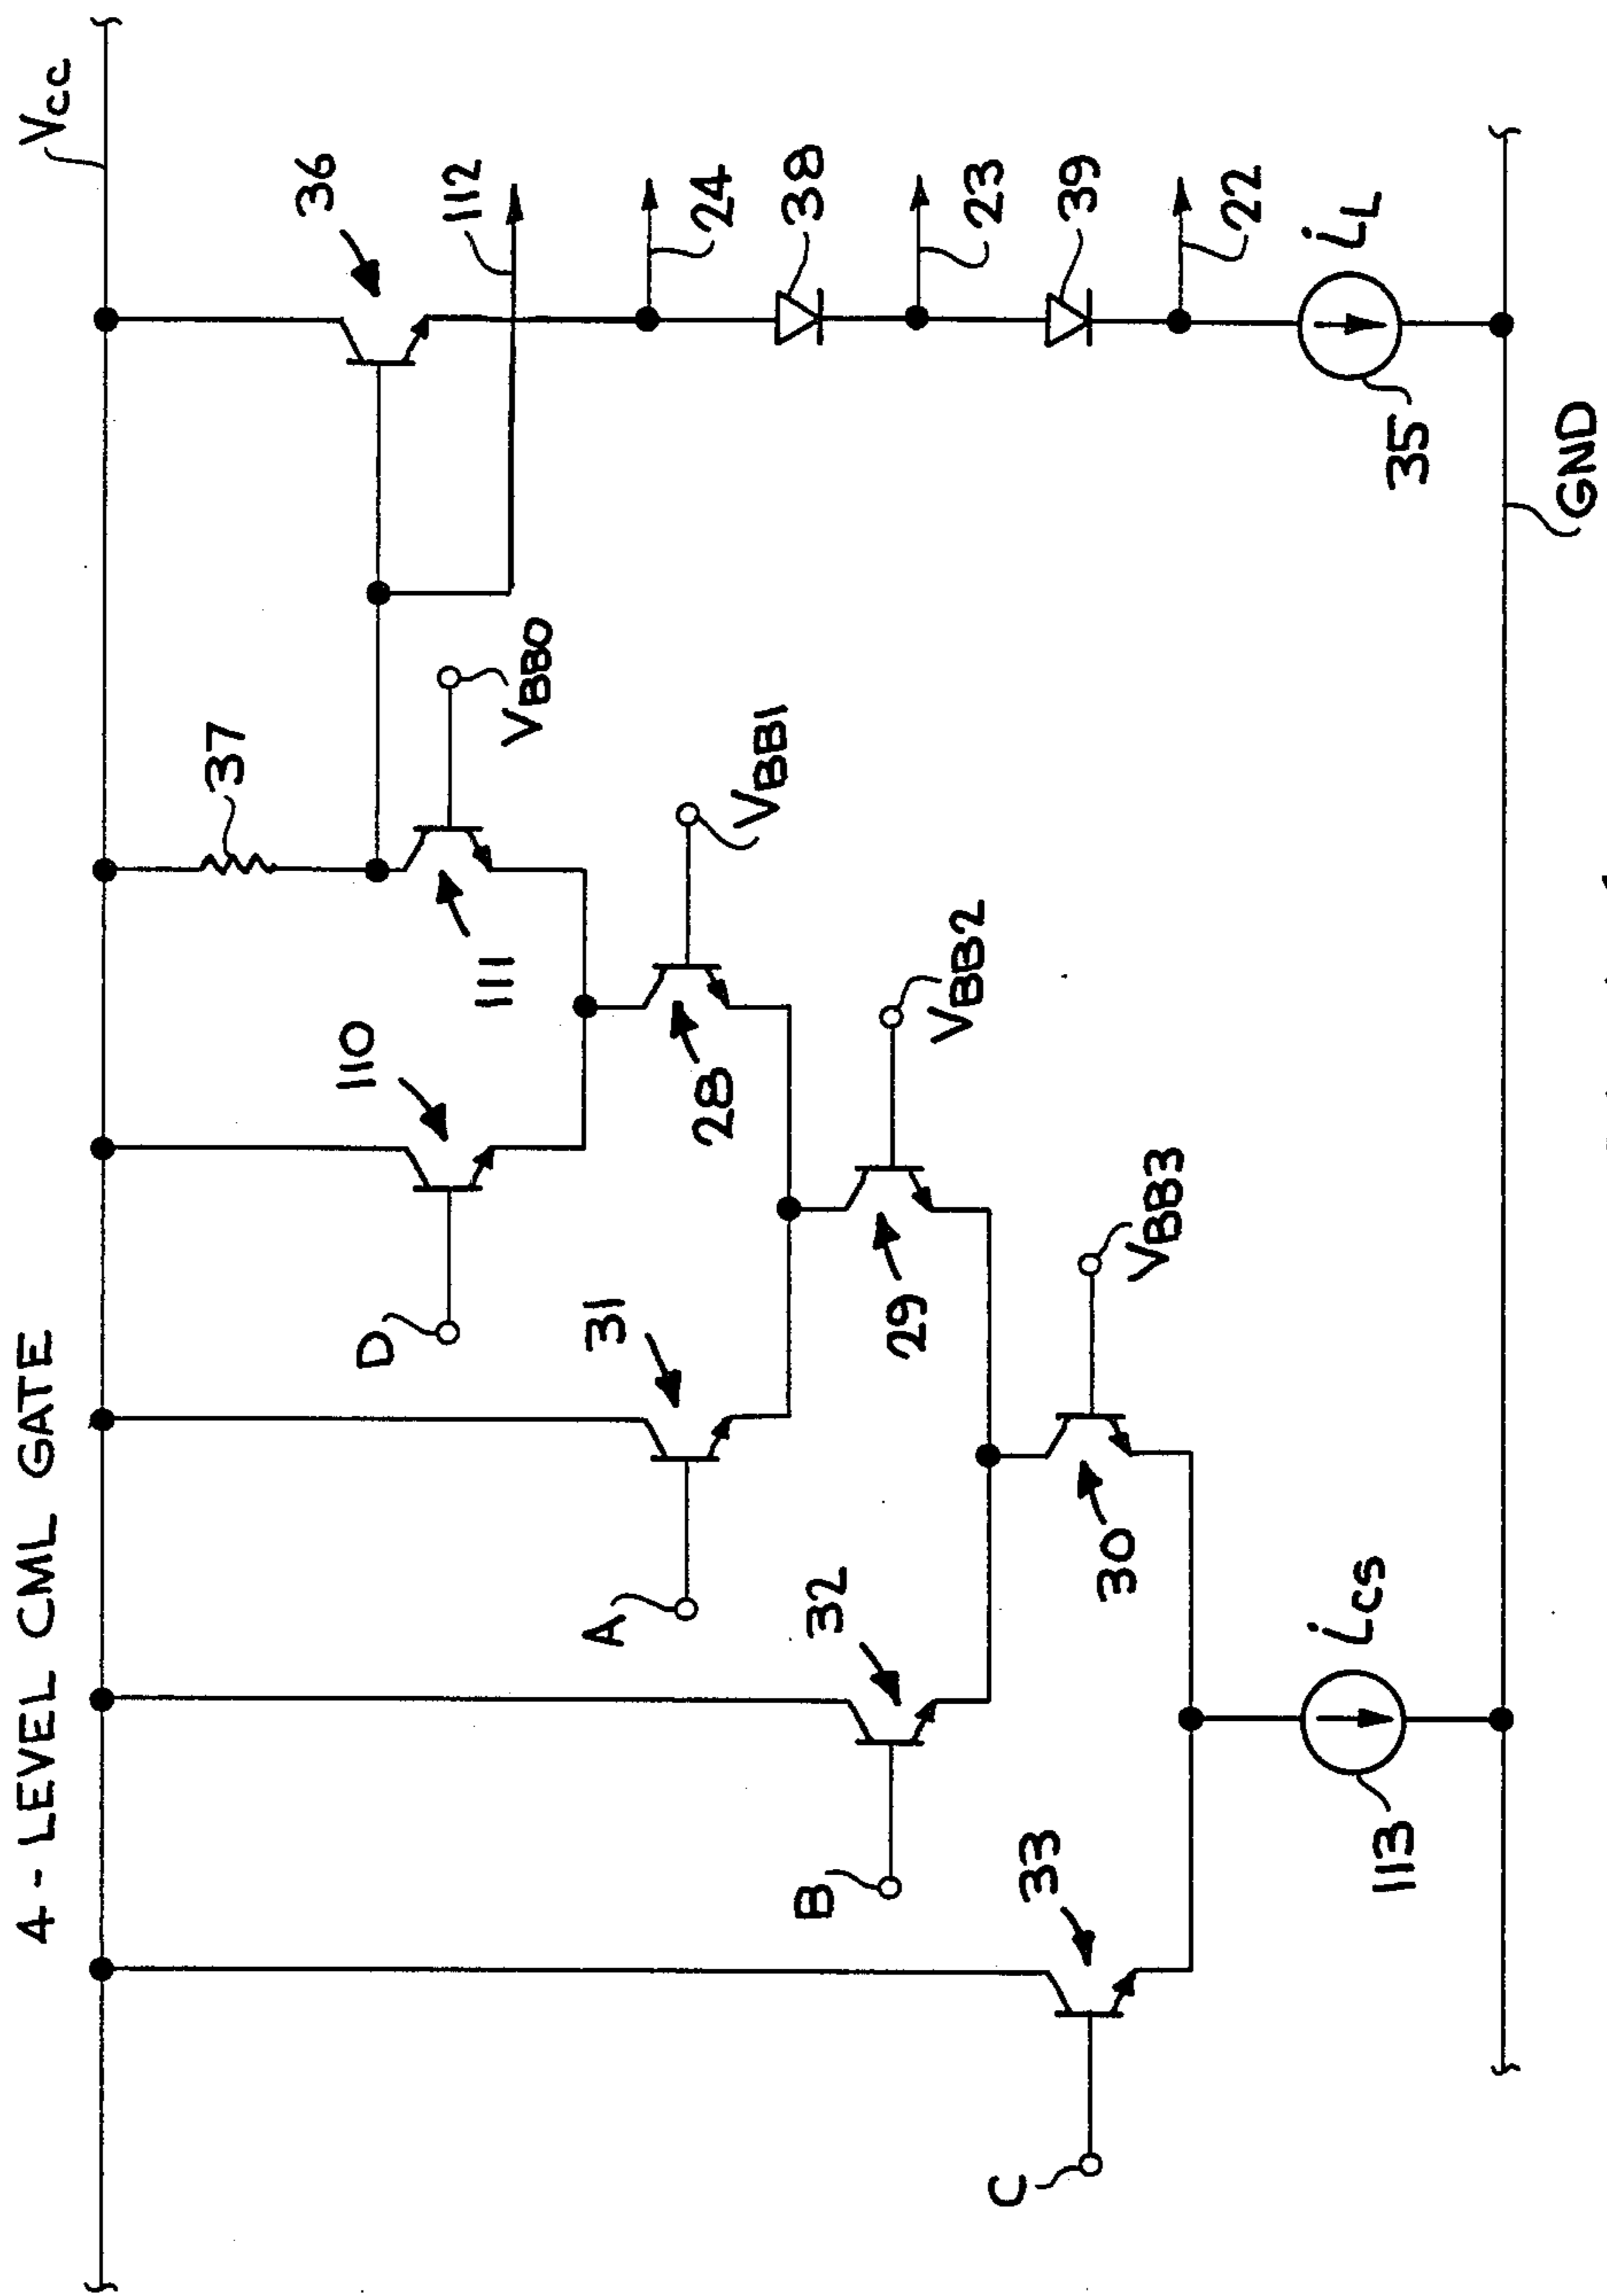 4-LEVEL CML GATE
Vcc
36
37
112
110
D
111
VBB0
24
31
A
28
VBB1
38
32
B
29
VBB2
23
33
C
30
VBB3
39
22
113
ics
35
iL
GND